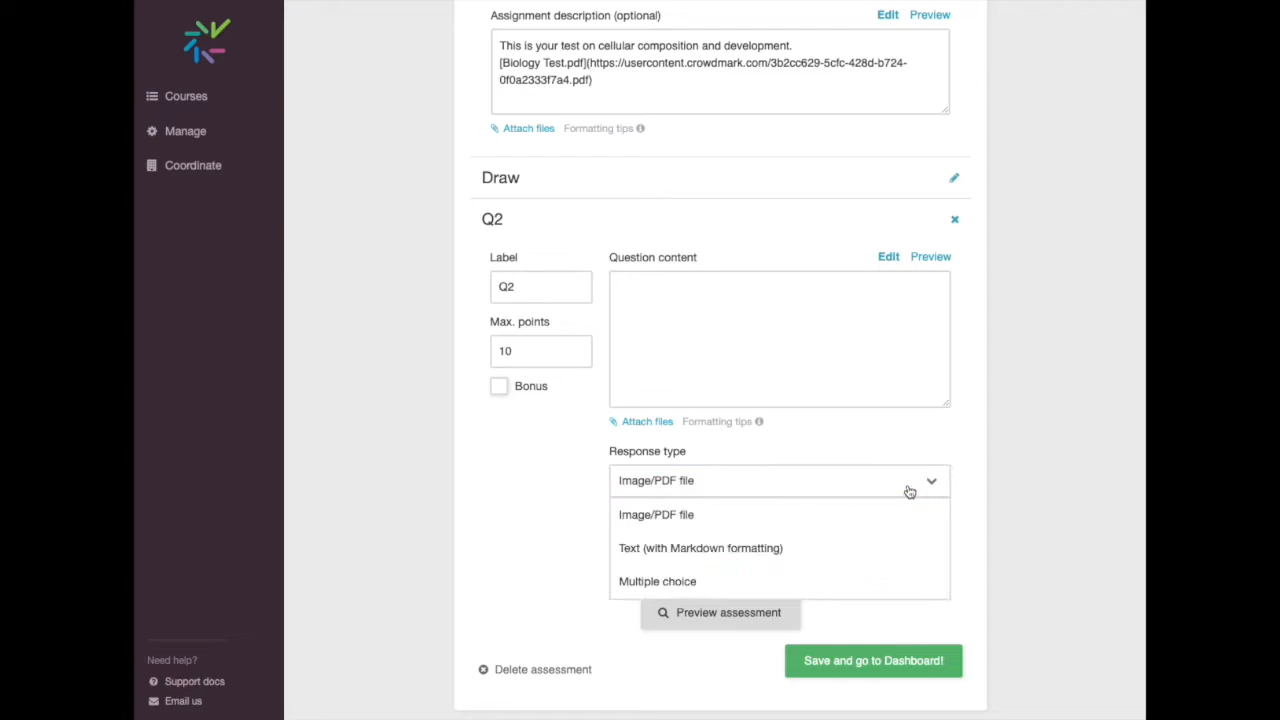 Courses
Manage
Coordinate
Need help?
Support docs
Email us
Assignment description (optional)
Edit Preview
This is your test on cellular composition and development.
[Biology Test.pdf](https://usercontent.crowdmark.com/3b2cc629-5cfc-428d-b724-
0f0a2333f7a4.pdf)
Attach files Formatting tips
Draw
Q2
Label
Q2
Max. points
10
Bonus
Question content
Edit Preview
Attach files Formatting tips
Response type
Image/PDF file
Image/PDF file
Text (with Markdown formatting)
Multiple choice
Preview assessment
Delete assessment
Save and go to Dashboard!